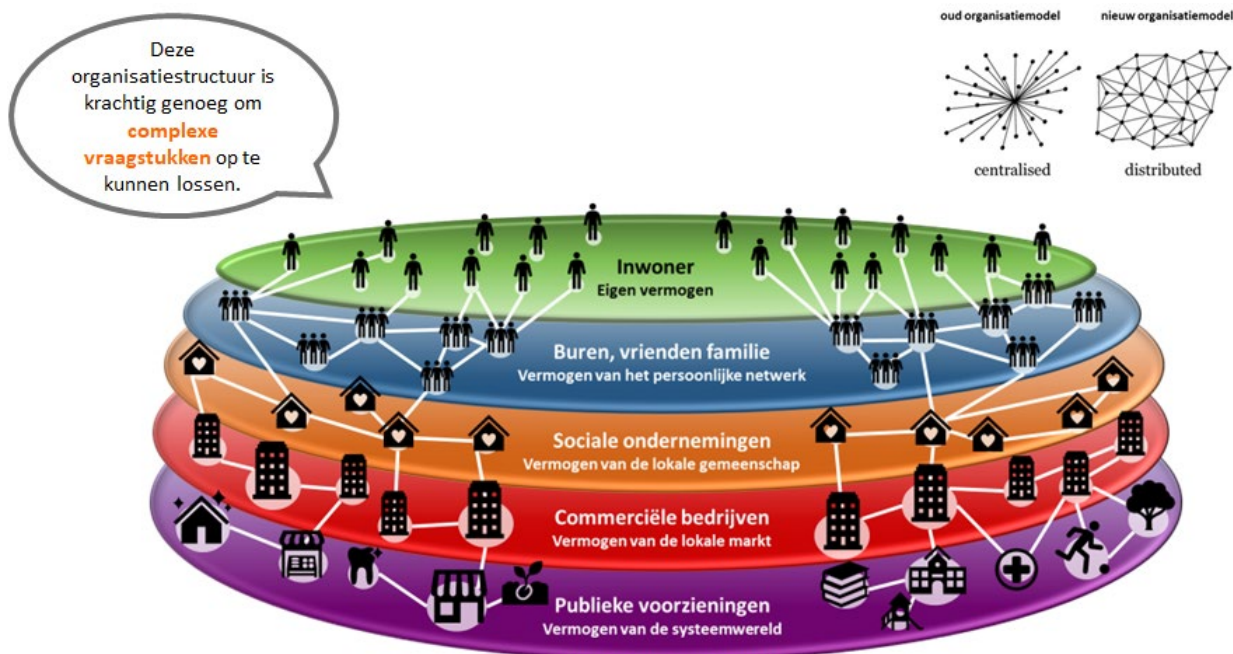 Deze
organisatiestructuur is
krachtig genoeg om
complexe
vraagstukken op te
kunnen lossen.
oud organisatiemodel
nieuw organisatiemodel
centralised
distributed
Inwoner
Eigen vermogen
Buren, vrienden familie
Vermogen van het persoonlijke netwerk
Sociale ondernemingen
Vermogen van de lokale gemeenschap
Commerciële bedrijven
Vermogen van de lokale markt
Publieke voorzieningen
Vermogen van de systeemwereld